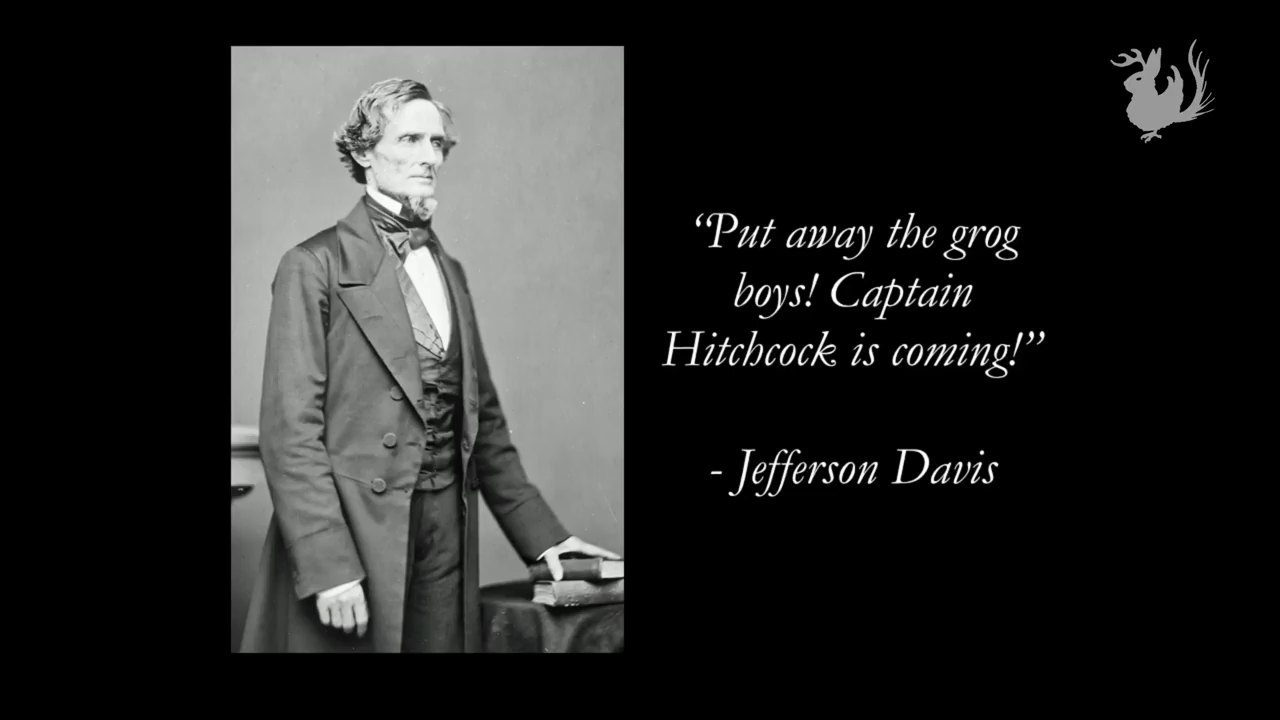 “Put away the grog
boys! Captain
Hitchcock is coming!”
- Jefferson Davis